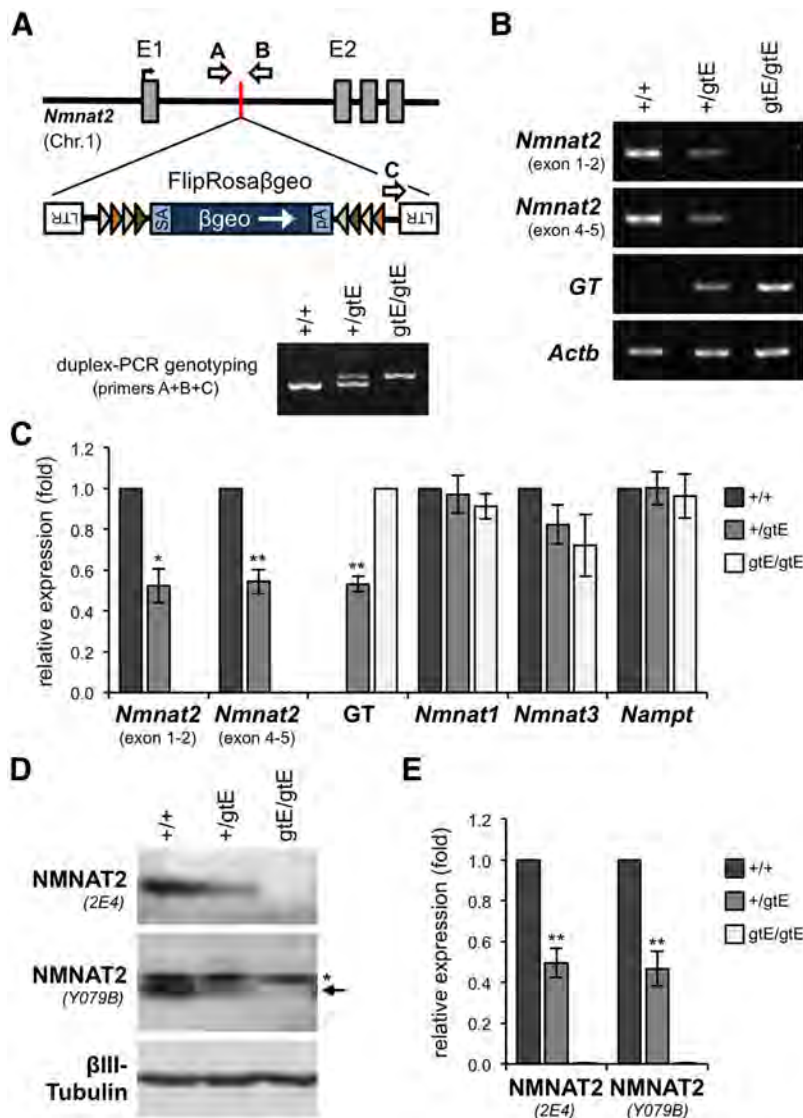 A
E1
A
B
E2
Nmnat2
(Chr.1)
FlipRosaβgeo
C
LTR
SA
βgeo
pA
LTR
+/+
+/gtE
gtE/gtE
duplex-PCR genotyping
(primers A+B+C)
B
+/+
+/gtE
gtE/gtE
Nmnat2
(exon 1-2)
Nmnat2
(exon 4-5)
GT
Actb
C
relative expression (fold)
1.2
1.0
0.8
0.6
0.4
0.2
0.0
*
**
**
Nmnat2
(exon 1-2)
Nmnat2
(exon 4-5)
GT
Nmnat1
Nmnat3
Nampt
+/+
+/gtE
gtE/gtE
D
+/+
+/gtE
gtE/gtE
NMNAT2
(2E4)
NMNAT2
(Y079B)
*
βIII-
Tubulin
E
relative expression (fold)
1.2
1.0
0.8
0.6
0.4
0.2
0.0
**
**
NMNAT2
(2E4)
NMNAT2
(Y079B)
+/+
+/gtE
gtE/gtE